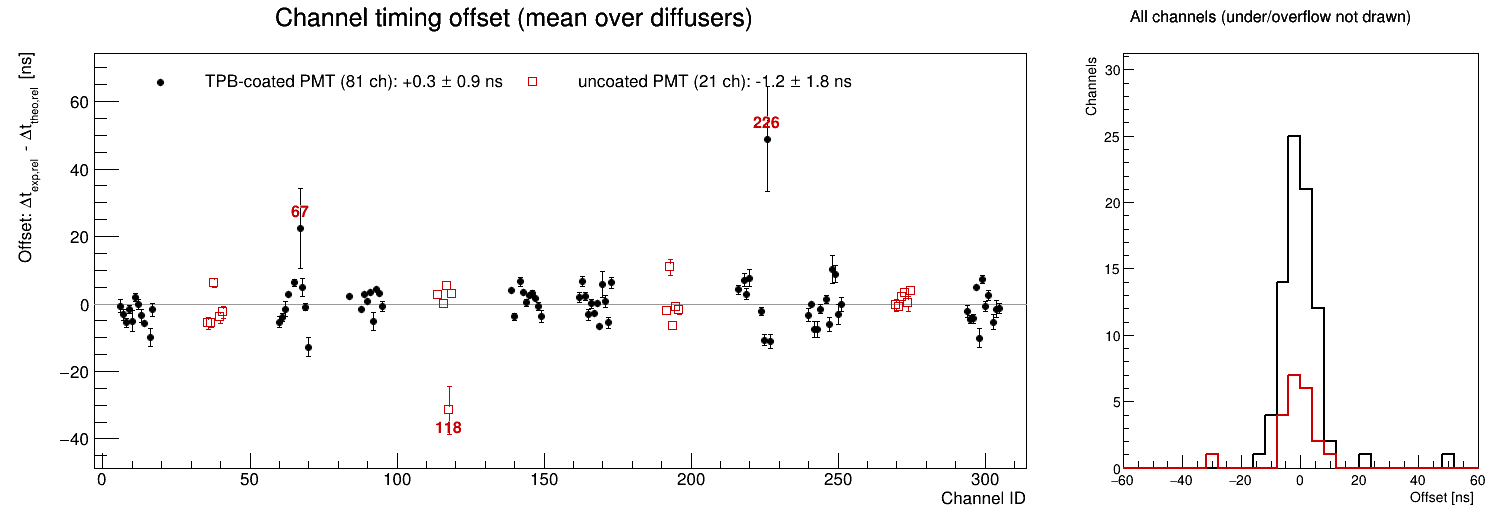 Channel timing offset (mean over diffusers)
Offset: Δt_exp,rel - Δt_theo,rel [ns]
TPB-coated PMT (81 ch): +0.3 ± 0.9 ns
uncoated PMT (21 ch): -1.2 ± 1.8 ns
60
40
20
0
−20
−40
226
67
118
0 50 100 150 200 250 300
Channel ID
All channels (under/overflow not drawn)
Channels
30
25
20
15
10
5
0
−60 −40 −20 0 20 40 60
Offset [ns]